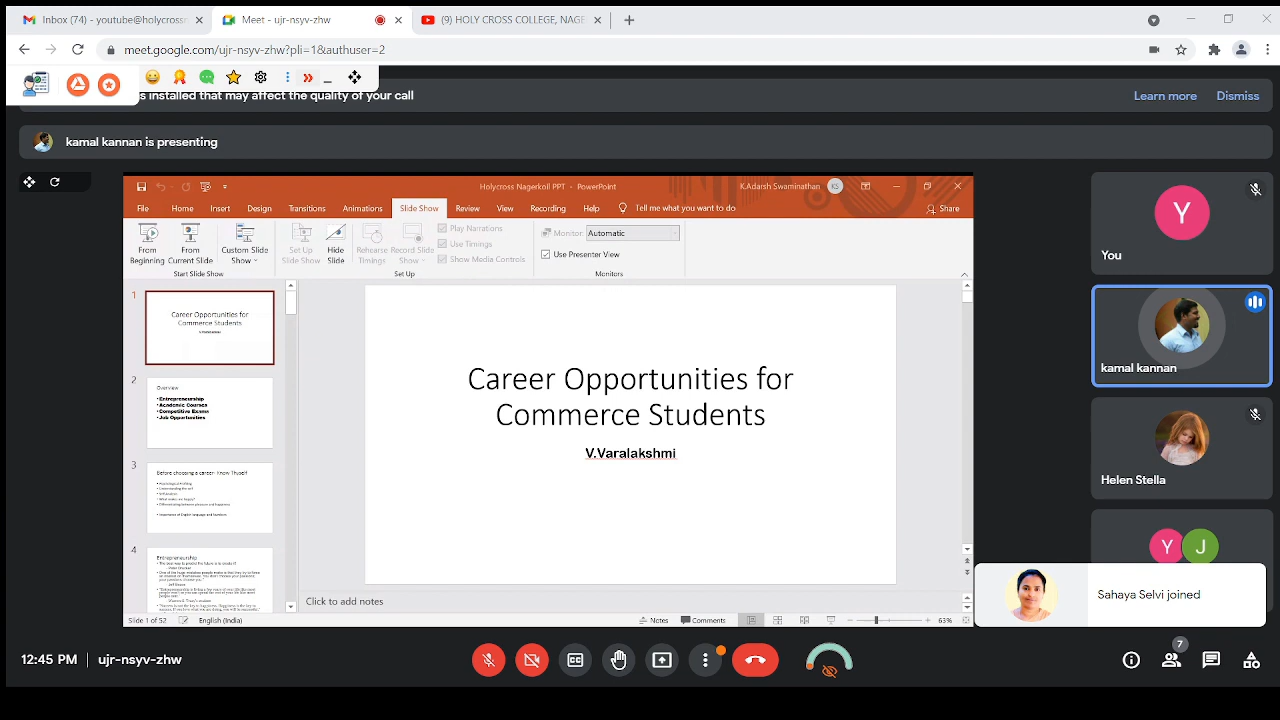 Inbox (74) - youtube@holycross
Meet - ujr-nsyv-zhw
(9) HOLY CROSS COLLEGE, NAGE
meet.google.com/ujr-nsyv-zhw?pli=1&authuser=2
s installed that may affect the quality of your call
Learn more
Dismiss
kamal kannan is presenting
Holycross Nagerkoil PPT - PowerPoint
K.Adarsh Swaminathan
KS
File
Home
Insert
Design
Transitions
Animations
Slide Show
Review
View
Recording
Help
Tell me what you want to do
Share
From Beginning
From Current Slide
Custom Slide Show
Set Up Slide Show
Hide Slide
Rehearse Timings
Record Slide Show
Play Narrations
Use Timings
Show Media Controls
Monitor:
Automatic
Use Presenter View
Start Slide Show
Set Up
Monitors
1
Career Opportunities for
Commerce Students
V.Varalakshmi
2
Overview
•Entrepreneurship
•Academic Courses
•Competitive Exams
•Job Opportunities
3
Before choosing a career- Know Thyself
4
Entrepreneurship
Career Opportunities for
Commerce Students
V.Varalakshmi
Click to add notes
Slide 1 of 52
English (India)
Notes
Comments
63%
Y
You
kamal kannan
Helen Stella
Y
J
Sahaya Selvi joined
12:45 PM
ujr-nsyv-zhw
7